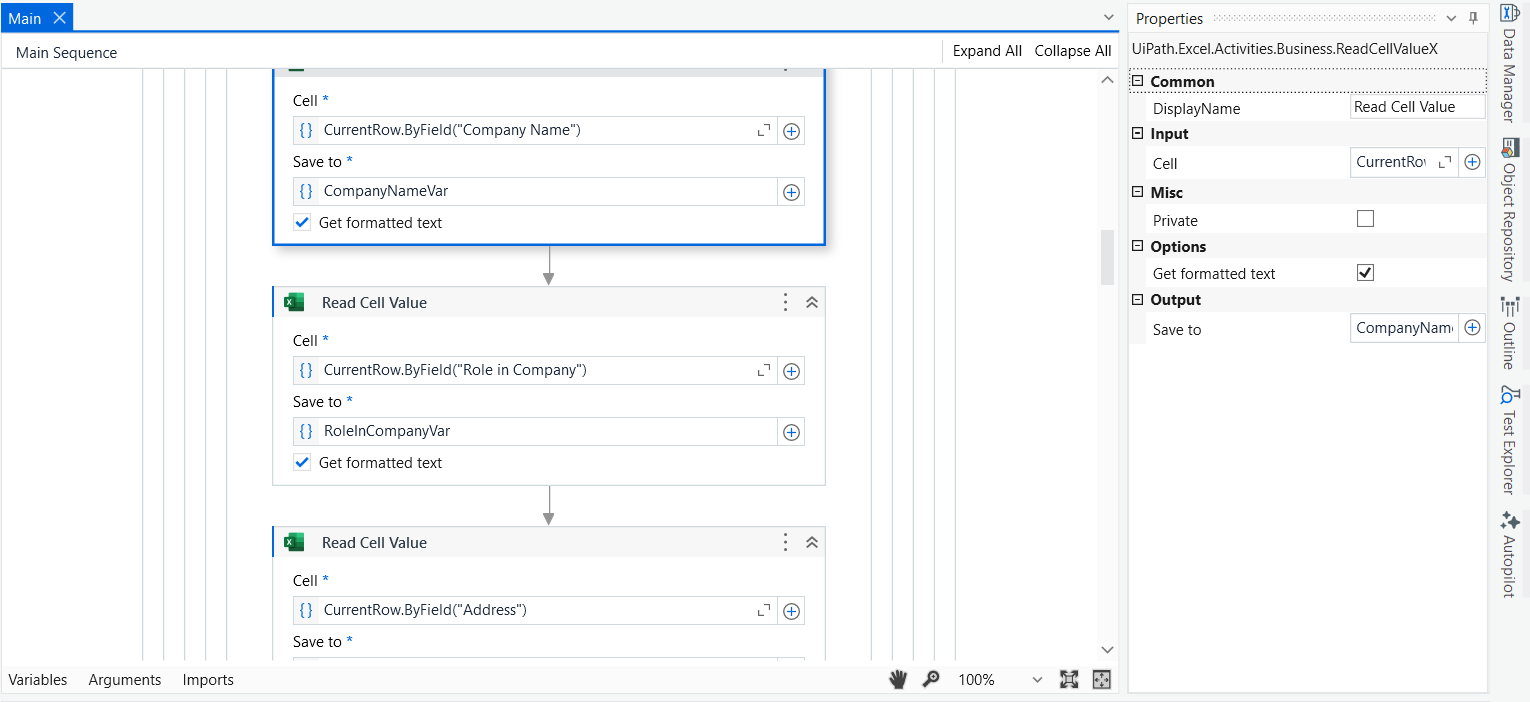 Main
Main Sequence
Expand All
Collapse All
Cell *
{ } CurrentRow.ByField("Company Name")
Save to *
{ } CompanyNameVar
Get formatted text
Read Cell Value
Cell *
{ } CurrentRow.ByField("Role in Company")
Save to *
{ } RoleInCompanyVar
Get formatted text
Read Cell Value
Cell *
{ } CurrentRow.ByField("Address")
Save to *
Variables
Arguments
Imports
100%
Properties
UiPath.Excel.Activities.Business.ReadCellValueX
Common
DisplayName
Read Cell Value
Input
Cell
CurrentRo
Misc
Private
Options
Get formatted text
Output
Save to
CompanyNam
Data Manager
Object Repository
Outline
Test Explorer
Autopilot